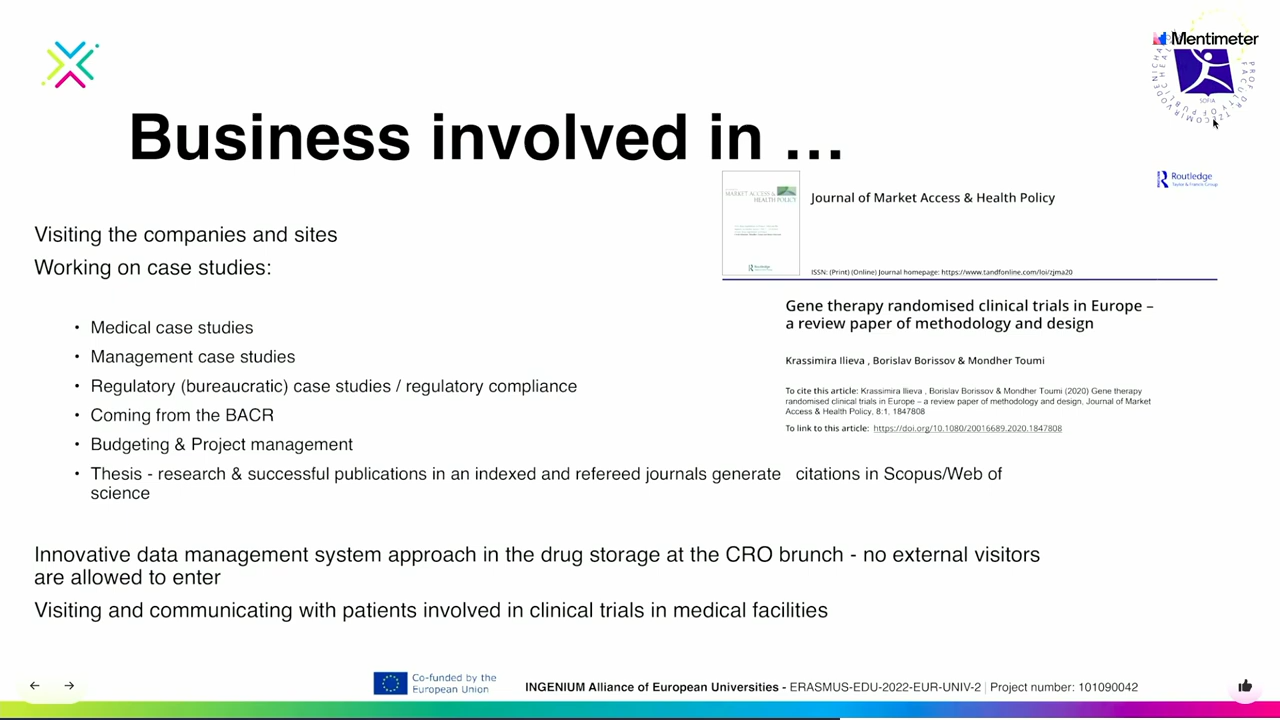 Mentimeter
SOFIA
Business involved in …
Routledge
Taylor & Francis Group
MARKET ACCESS &
HEALTH POLICY
Journal of Market Access & Health Policy
Routledge
ISSN: (Print) (Online) Journal homepage: https://www.tandfonline.com/loi/zjma20
Visiting the companies and sites
Working on case studies:
Gene therapy randomised clinical trials in Europe –
a review paper of methodology and design
Krassimira Ilieva , Borislav Borissov & Mondher Toumi
To cite this article: Krassimira Ilieva , Borislav Borissov & Mondher Toumi (2020) Gene therapy
randomised clinical trials in Europe – a review paper of methodology and design, Journal of Market
Access & Health Policy, 8:1, 1847808
To link to this article: https://doi.org/10.1080/20016689.2020.1847808
• Medical case studies
• Management case studies
• Regulatory (bureaucratic) case studies / regulatory compliance
• Coming from the BACR
• Budgeting & Project management
• Thesis - research & successful publications in an indexed and refereed journals generate citations in Scopus/Web of
science
Innovative data management system approach in the drug storage at the CRO brunch - no external visitors
are allowed to enter
Visiting and communicating with patients involved in clinical trials in medical facilities
Co-funded by the
European Union
INGENIUM Alliance of European Universities - ERASMUS-EDU-2022-EUR-UNIV-2 | Project number: 101090042